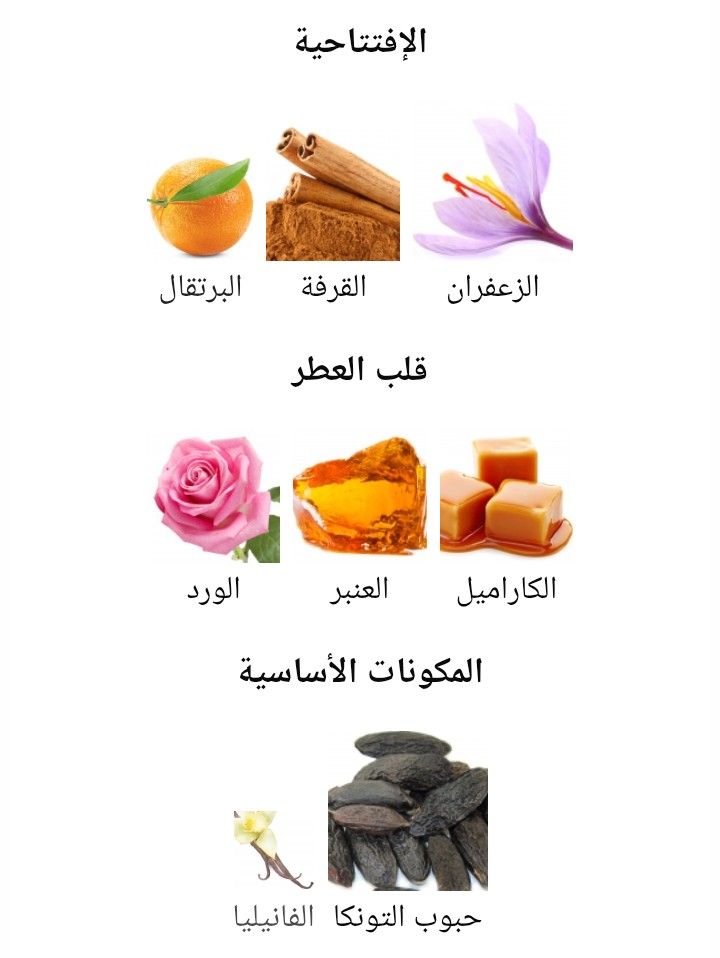 الإفتتاحية
الزعفران القرفة البرتقال
قلب العطر
الكاراميل العنبر الورد
المكونات الأساسية
حبوب التونكا الفانيليا